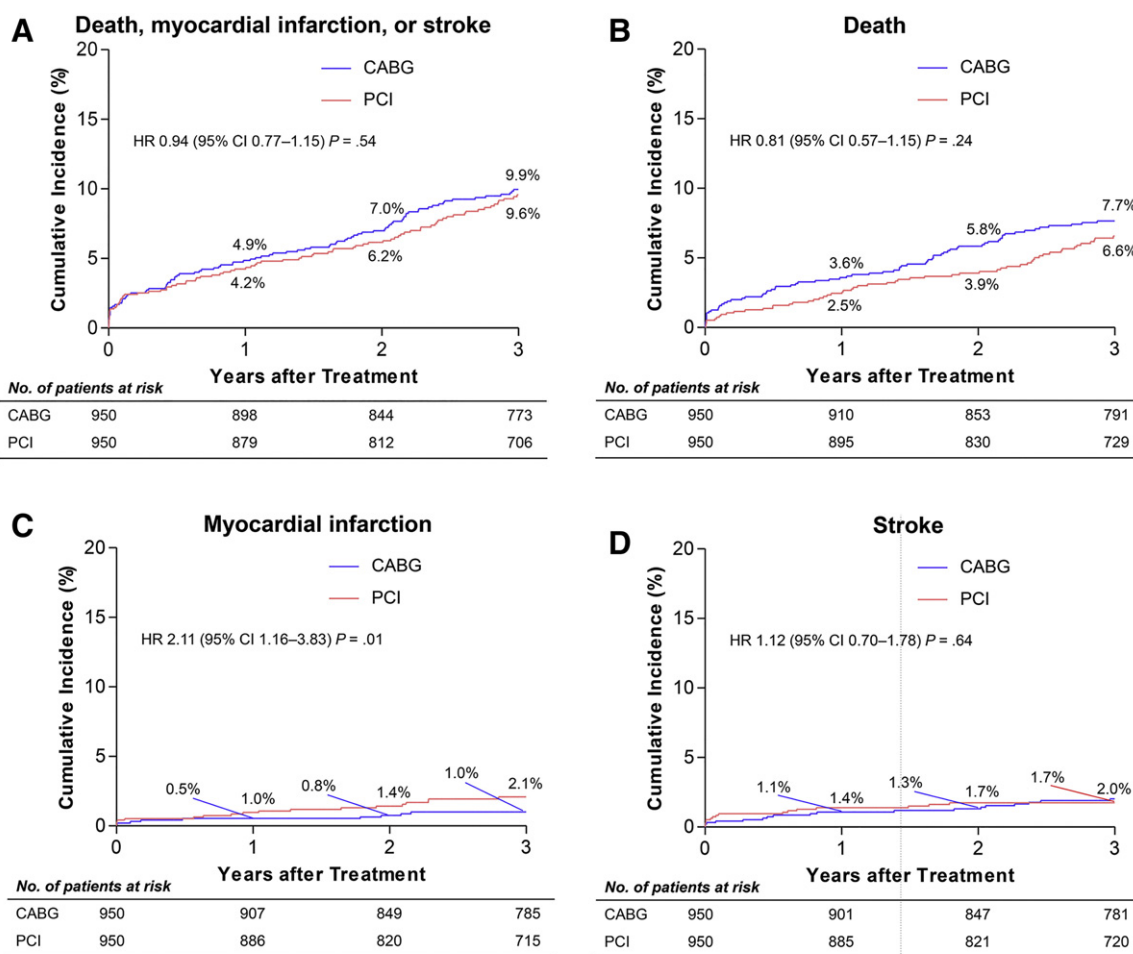 A
Death, myocardial infarction, or stroke
Cumulative Incidence (%)
20
15
10
5
0
CABG
PCI
HR 0.94 (95% CI 0.77–1.15) P = .54
4.9%
4.2%
7.0%
6.2%
9.9%
9.6%
0 1 2 3
Years after Treatment
No. of patients at risk
CABG 950 898 844 773
PCI 950 879 812 706
B
Death
Cumulative Incidence (%)
20
15
10
5
0
CABG
PCI
HR 0.81 (95% CI 0.57–1.15) P = .24
3.6%
2.5%
5.8%
3.9%
7.7%
6.6%
0 1 2 3
Years after Treatment
No. of patients at risk
CABG 950 910 853 791
PCI 950 895 830 729
C
Myocardial infarction
Cumulative Incidence (%)
20
15
10
5
0
CABG
PCI
HR 2.11 (95% CI 1.16–3.83) P = .01
0.5%
1.0%
0.8%
1.4%
1.0%
2.1%
0 1 2 3
Years after Treatment
No. of patients at risk
CABG 950 907 849 785
PCI 950 886 820 715
D
Stroke
Cumulative Incidence (%)
20
15
10
5
0
CABG
PCI
HR 1.12 (95% CI 0.70–1.78) P = .64
1.1%
1.4%
1.3%
1.7%
1.7%
2.0%
0 1 2 3
Years after Treatment
No. of patients at risk
CABG 950 901 847 781
PCI 950 885 821 720